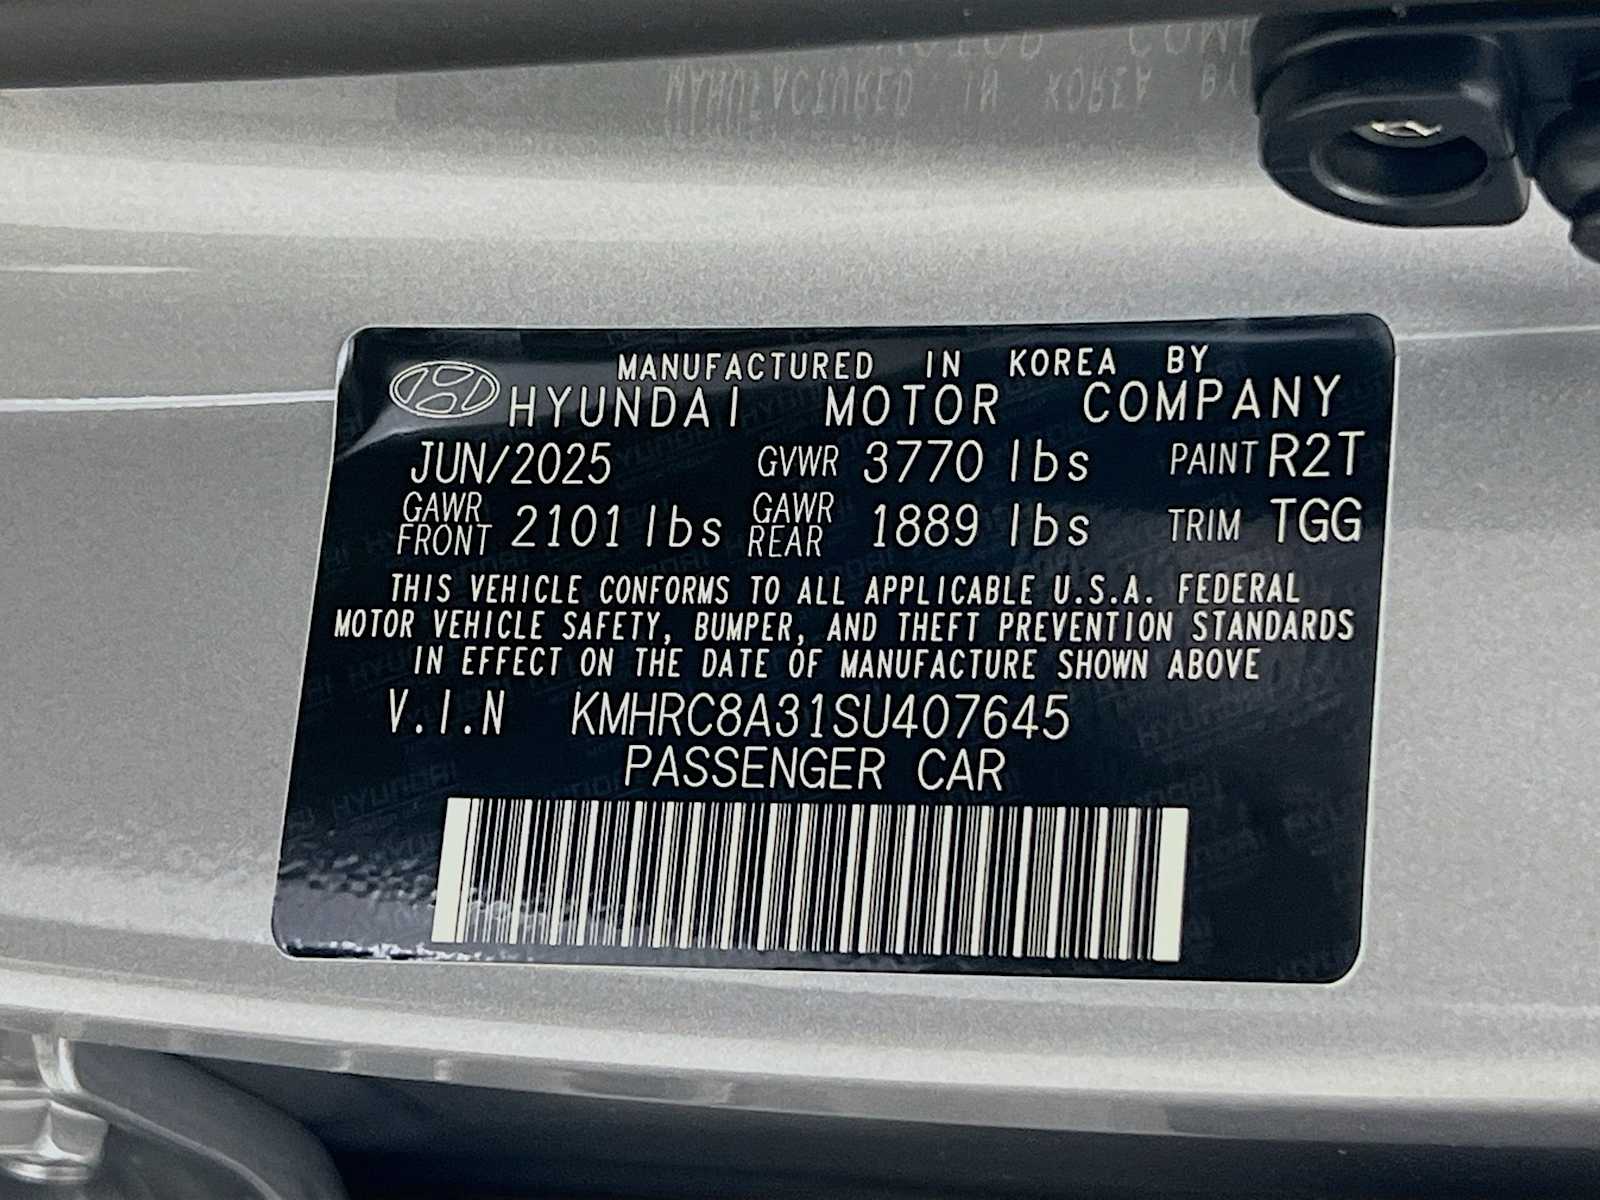 MANUFACTURED IN KOREA BY
HYUNDAI MOTOR COMPANY
JUN/2025 GVWR 3770 lbs PAINT R2T
GAWR FRONT 2101 lbs GAWR REAR 1889 lbs TRIM TGG
THIS VEHICLE CONFORMS TO ALL APPLICABLE U.S.A. FEDERAL
MOTOR VEHICLE SAFETY, BUMPER, AND THEFT PREVENTION STANDARDS
IN EFFECT ON THE DATE OF MANUFACTURE SHOWN ABOVE
V.I.N KMHRC8A31SU407645
PASSENGER CAR